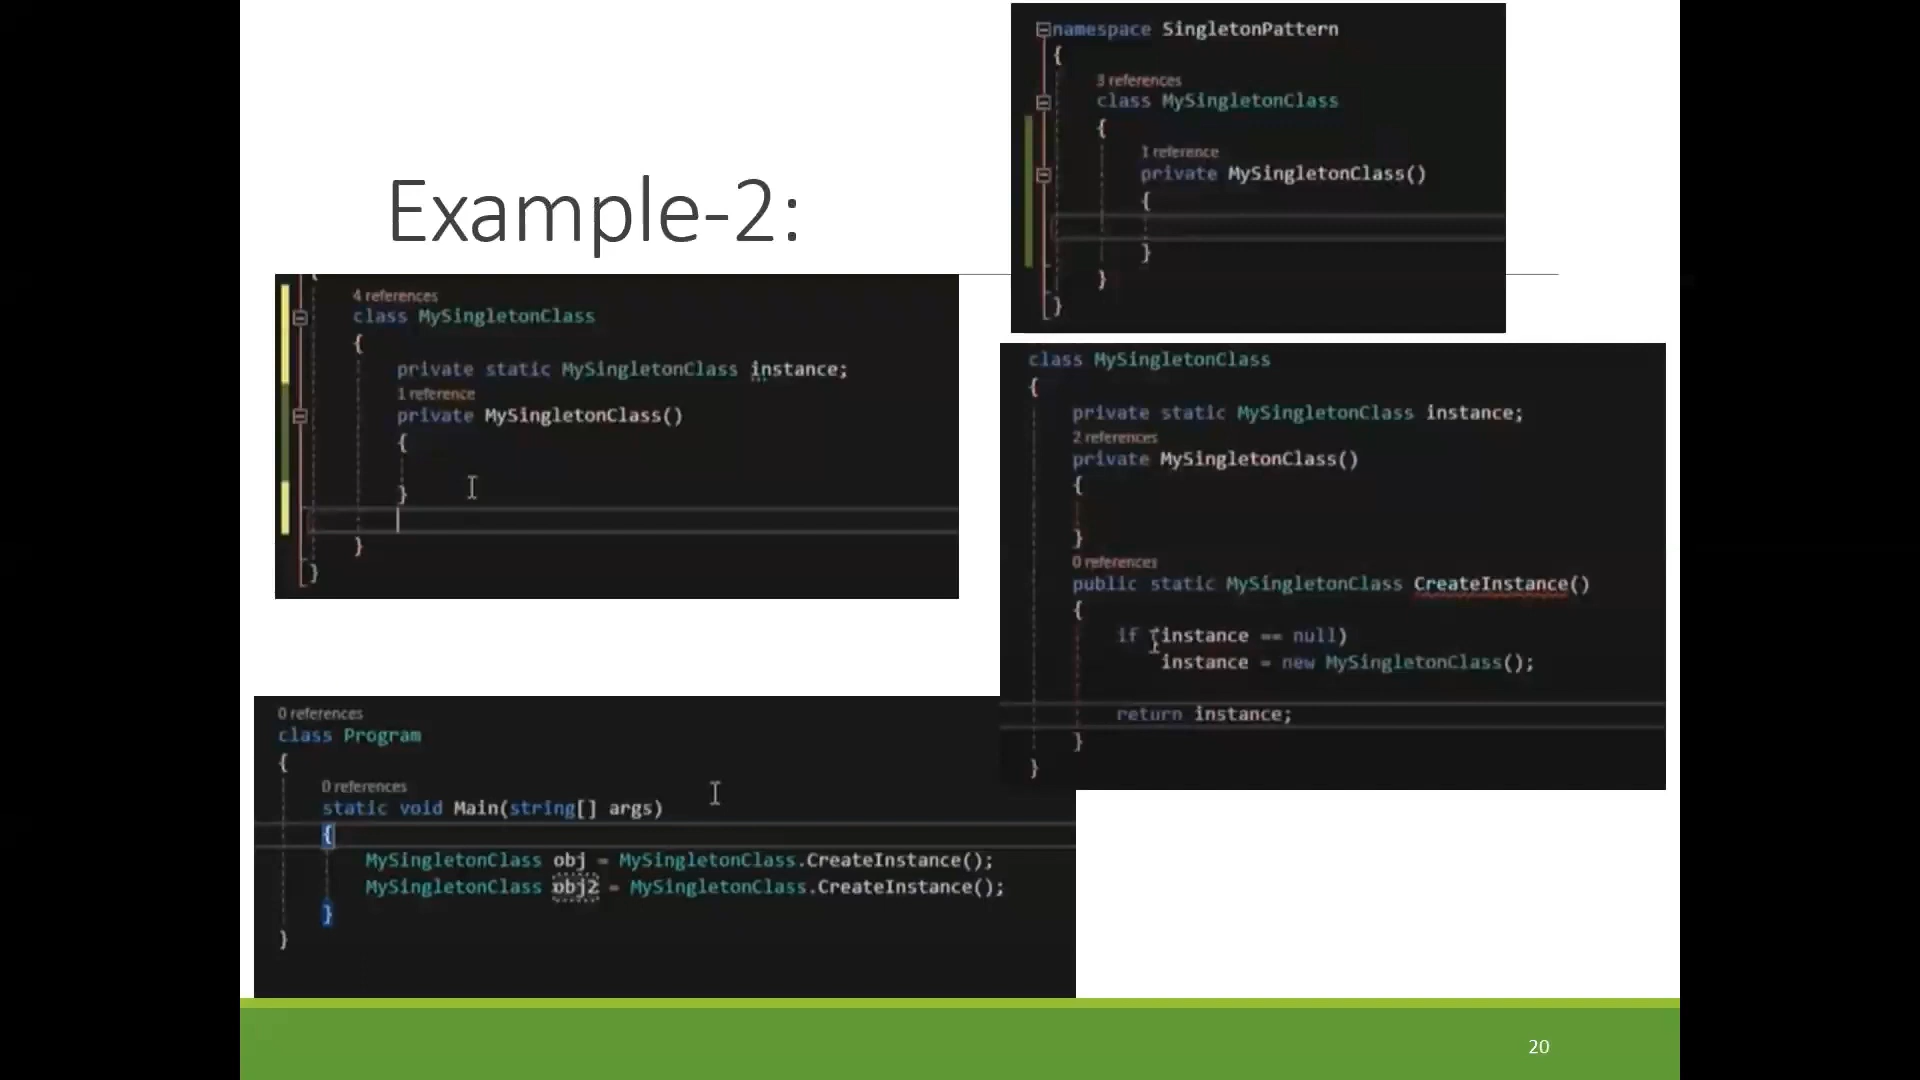 Example-2:
namespace SingletonPattern
{
3 references
class MySingletonClass
{
1 reference
private MySingletonClass()
{
}
}
}
{
4 references
class MySingletonClass
{
private static MySingletonClass instance;
1 reference
private MySingletonClass()
{
}
}
}
class MySingletonClass
{
private static MySingletonClass instance;
2 references
private MySingletonClass()
{
}
0 references
public static MySingletonClass CreateInstance()
{
if (instance == null)
instance = new MySingletonClass();
return instance;
}
}
0 references
class Program
{
0 references
static void Main(string[] args)
{
MySingletonClass obj = MySingletonClass.CreateInstance();
MySingletonClass obj2 = MySingletonClass.CreateInstance();
}
}
20